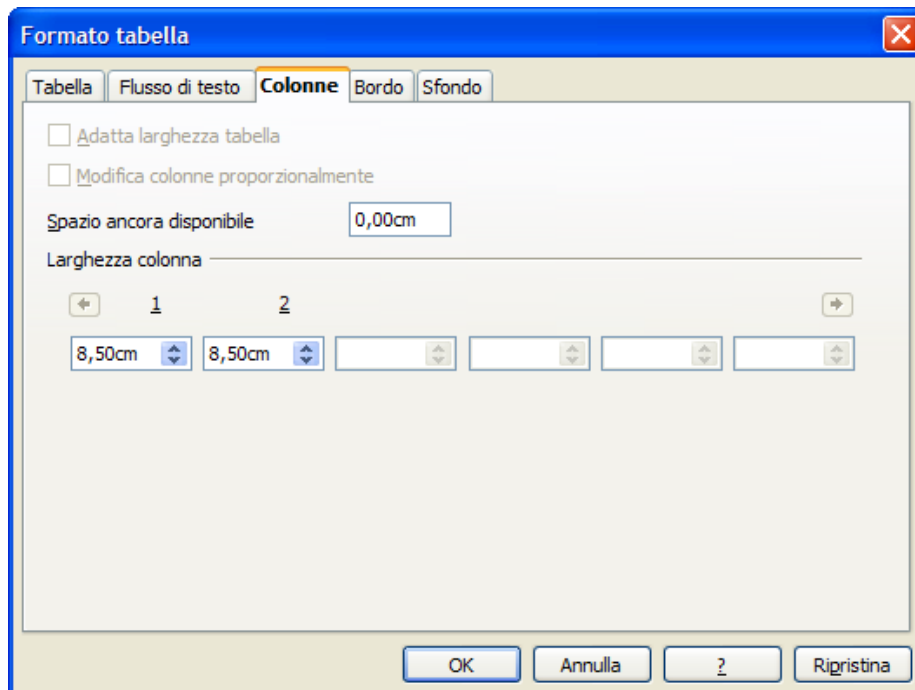 Formato tabella
Tabella Flusso di testo Colonne Bordo Sfondo
Adatta larghezza tabella
Modifica colonne proporzionalmente
Spazio ancora disponibile 0,00cm
Larghezza colonna
1 2
8,50cm 8,50cm
OK Annulla ? Ripristina